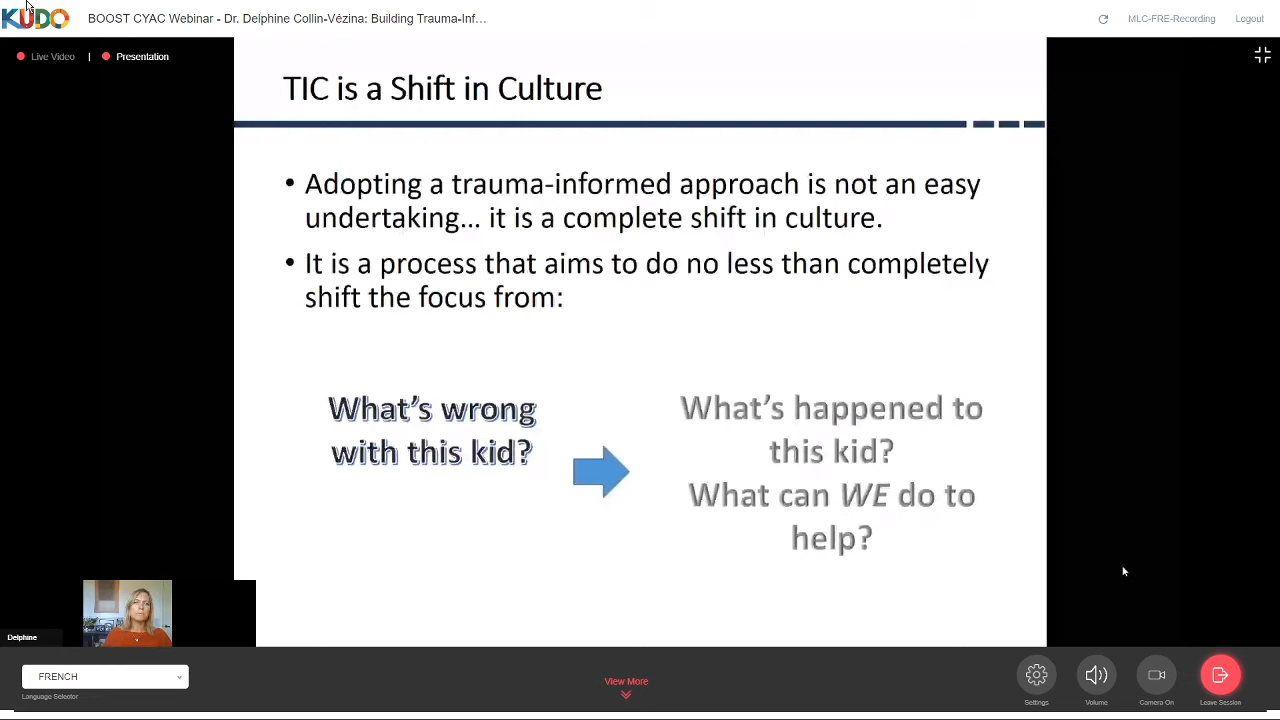 KUDO
BOOST CYAC Webinar - Dr. Delphine Collin-Vézina: Building Trauma-Inf...
MLC-FRE-Recording
Logout
Live Video | Presentation
TIC is a Shift in Culture
• Adopting a trauma-informed approach is not an easy
undertaking... it is a complete shift in culture.
• It is a process that aims to do no less than completely
shift the focus from:
What's wrong
with this kid?
What's happened to
this kid?
What can WE do to
help?
Delphine
FRENCH
Language Selector
View More
Settings
Volume
Camera On
Leave Session